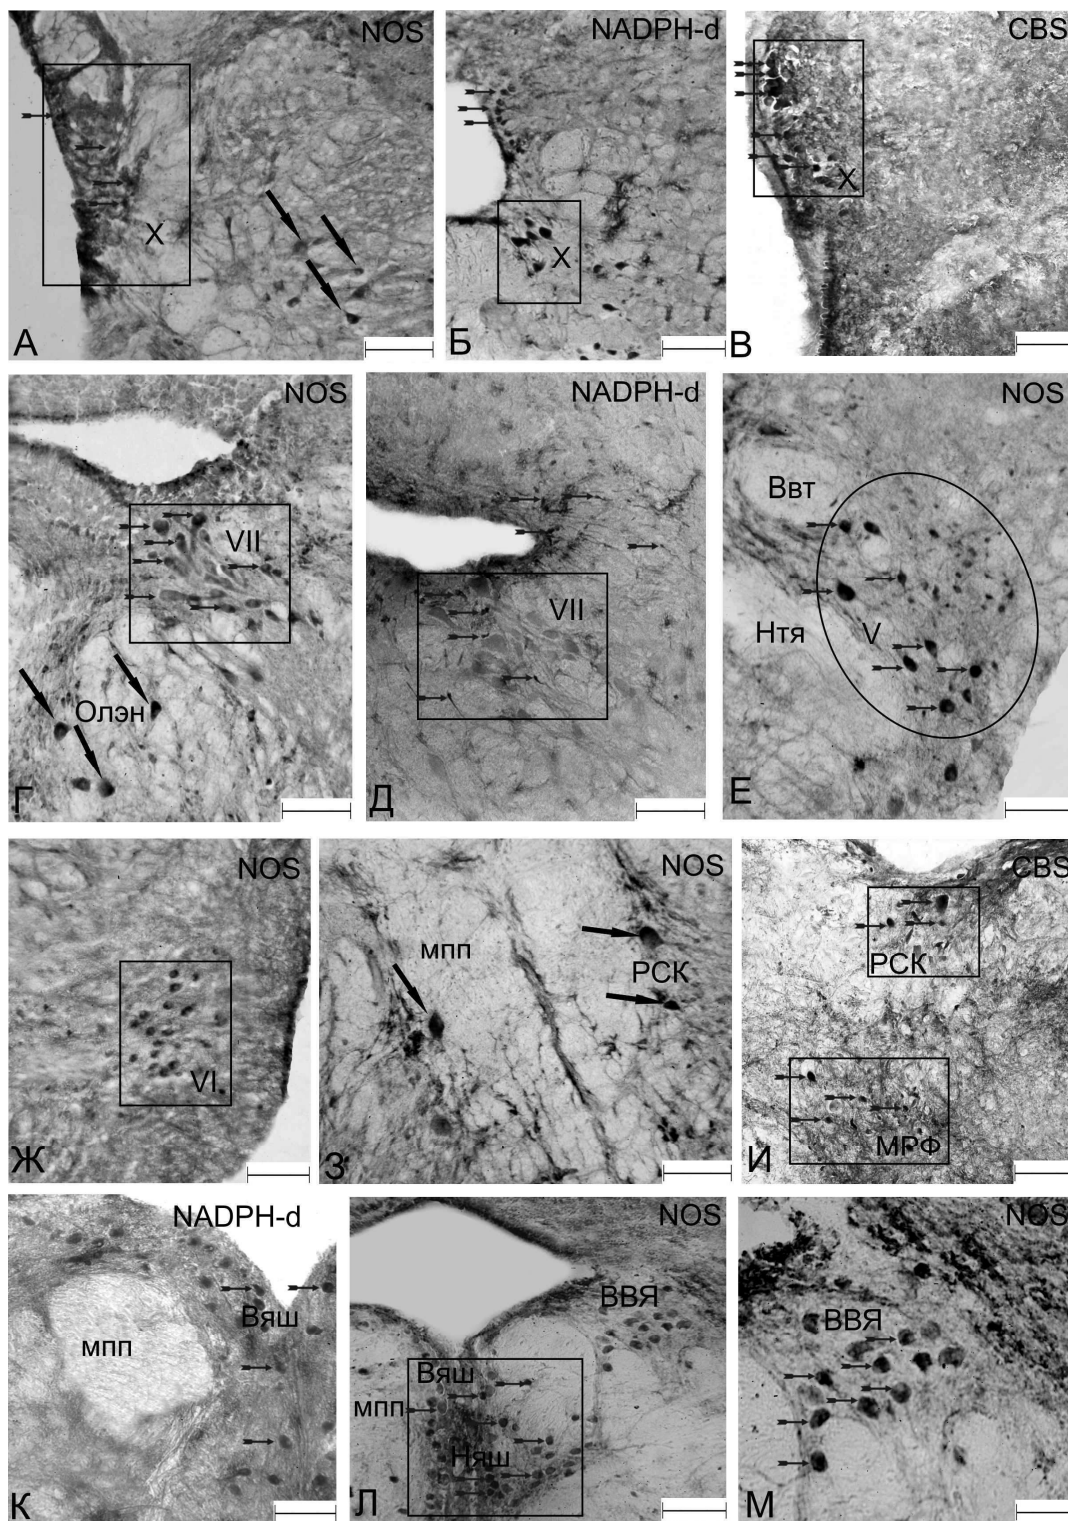 NOS
X
А
NADPH-d
X
Б
CBS
X
В
NOS
VII
Олэн
Г
NADPH-d
VII
Д
NOS
Ввт
Нтя
V
Е
NOS
VI
Ж
NOS
мпп
РСК
З
CBS
РСК
МРФ
И
NADPH-d
Вяш
мпп
К
NOS
ВВЯ
Вяш
мпп
Няш
Л
NOS
ВВЯ
М